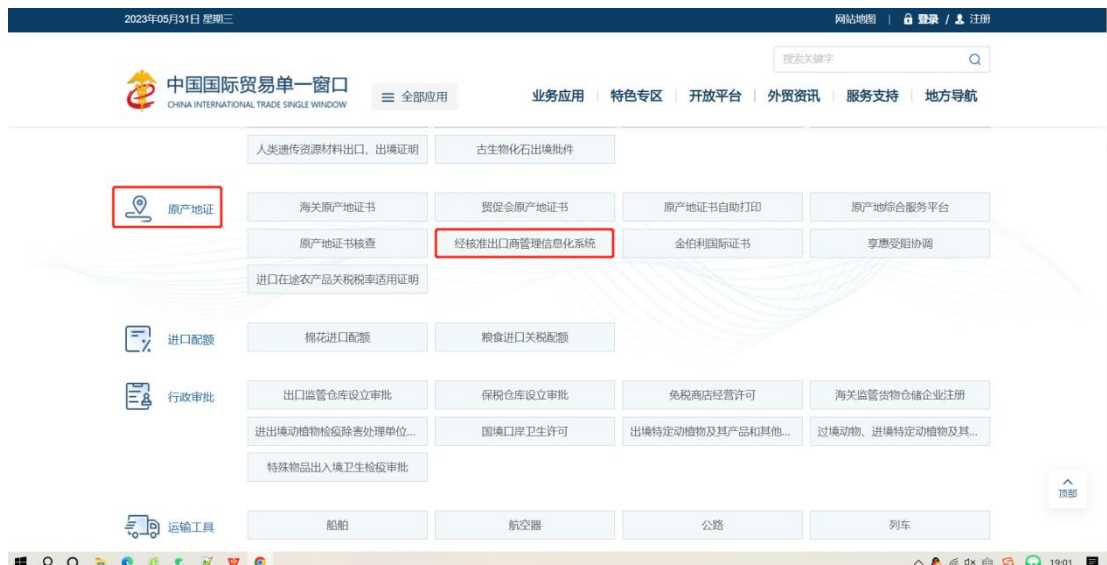 2023年05月31日 星期三
网站地图 | 登录 / 注册
搜索关键字
中国国际贸易单一窗口
CHINA INTERNATIONAL TRADE SINGLE WINDOW
全部应用
业务应用 特色专区 开放平台 外贸资讯 服务支持 地方导航
人类遗传资源材料出口、出境证明 古生物化石出境批件
原产地证 海关原产地证书 贸促会原产地证书 原产地证书自助打印 原产地综合服务平台
原产地证书核查 经核准出口商管理信息化系统 金伯利国际证书 享惠受阻协调
进口在途农产品关税税率适用证明
进口配额 棉花进口配额 粮食进口关税配额
行政审批 出口监管仓库设立审批 保税仓库设立审批 免税商店经营许可 海关监管货物仓储企业注册
进出境动植物检疫除害处理单位... 国境口岸卫生许可 出境特定动植物及其产品和其他... 过境动物、进境特定动植物及其...
特殊物品出入境卫生检疫审批
顶部
运输工具 船舶 航空器 公路 列车
19:01